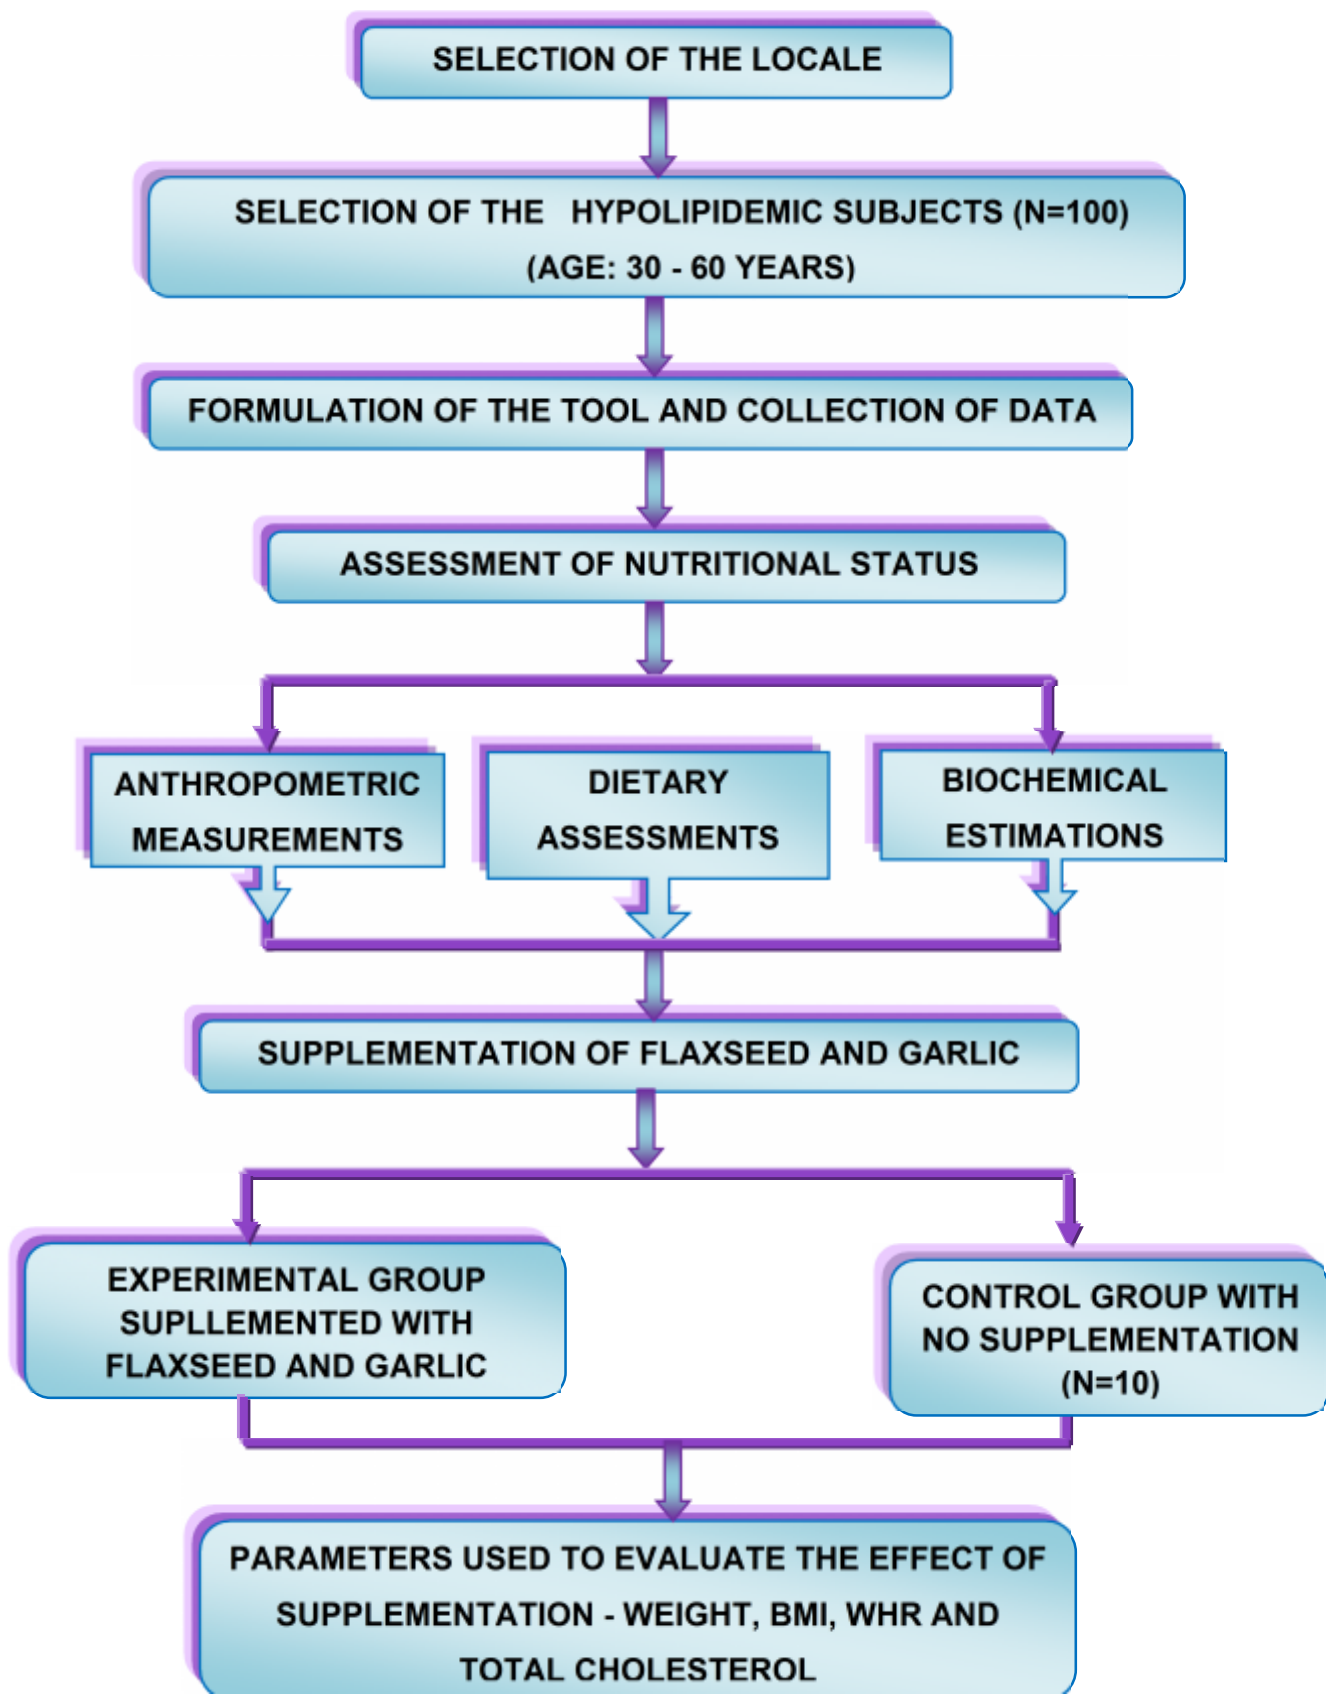 SELECTION OF THE LOCALE
SELECTION OF THE HYPOLIPIDEMIC SUBJECTS (N=100)
(AGE: 30 - 60 YEARS)
FORMULATION OF THE TOOL AND COLLECTION OF DATA
ASSESSMENT OF NUTRITIONAL STATUS
ANTHROPOMETRIC
MEASUREMENTS
DIETARY
ASSESSMENTS
BIOCHEMICAL
ESTIMATIONS
SUPPLEMENTATION OF FLAXSEED AND GARLIC
EXPERIMENTAL GROUP
SUPLLEMENTED WITH
FLAXSEED AND GARLIC
CONTROL GROUP WITH
NO SUPPLEMENTATION
(N=10)
PARAMETERS USED TO EVALUATE THE EFFECT OF
SUPPLEMENTATION - WEIGHT, BMI, WHR AND
TOTAL CHOLESTEROL